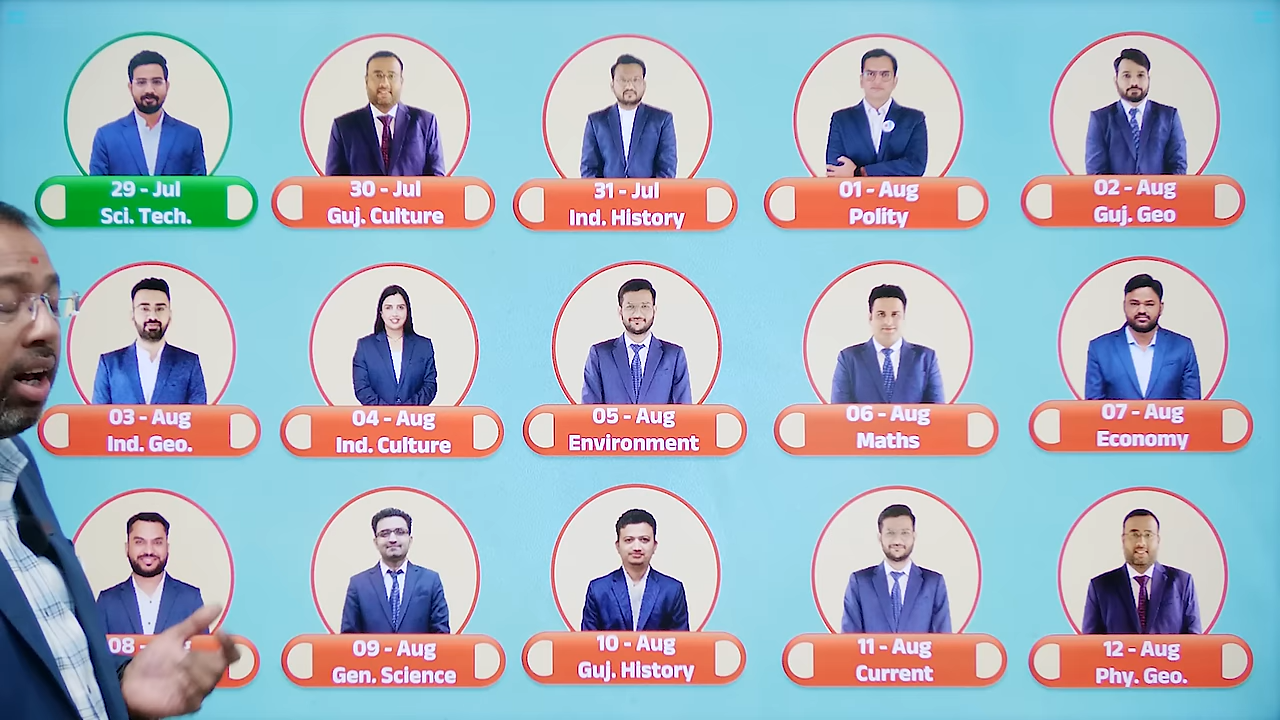 29 - Jul
Sci. Tech.
30 - Jul
Guj. Culture
31 - Jul
Ind. History
01 - Aug
Polity
02 - Aug
Guj. Geo
03 - Aug
Ind. Geo.
04 - Aug
Ind. Culture
05 - Aug
Environment
06 - Aug
Maths
07 - Aug
Economy
08 -
09 - Aug
Gen. Science
10 - Aug
Guj. History
11 - Aug
Current
12 - Aug
Phy. Geo.